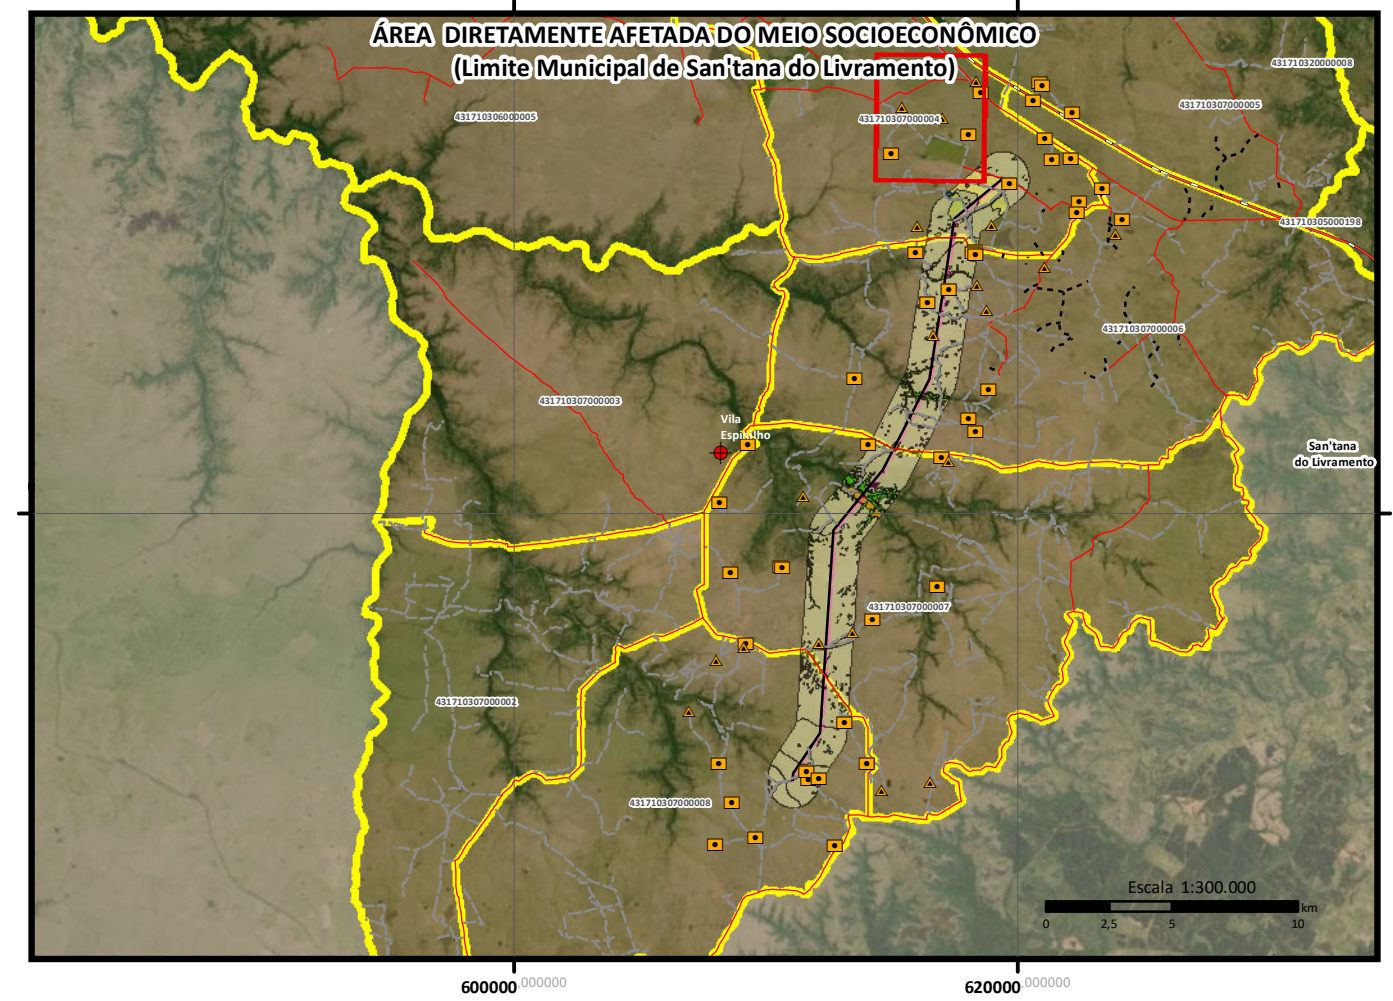 ÁREA DIRETAMENTE AFETADA DO MEIO SOCIOECONÔMICO
(Limite Municipal de San'tana do Livramento)
431710320000008
431710307000005
431710306000005
431710307000004
431710305000198
431710307000006
431710307000003
Vila
Espinilho
San'tana
do Livramento
431710307000007
431710307000002
431710307000008
Escala 1:300.000
km
0 2,5 5 10
600000,000000 620000,000000